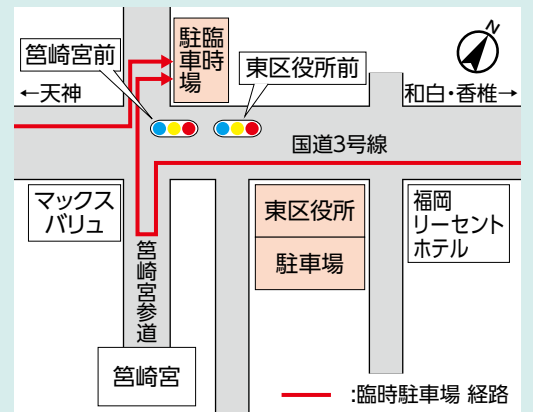 筥崎宮前
臨時
駐車場
東区役所前
N
←天神
和白・香椎→
国道3号線
マックス
バリュ
東区役所
駐車場
福岡
リーセント
ホテル
筥崎宮参道
筥崎宮
:臨時駐車場 経路